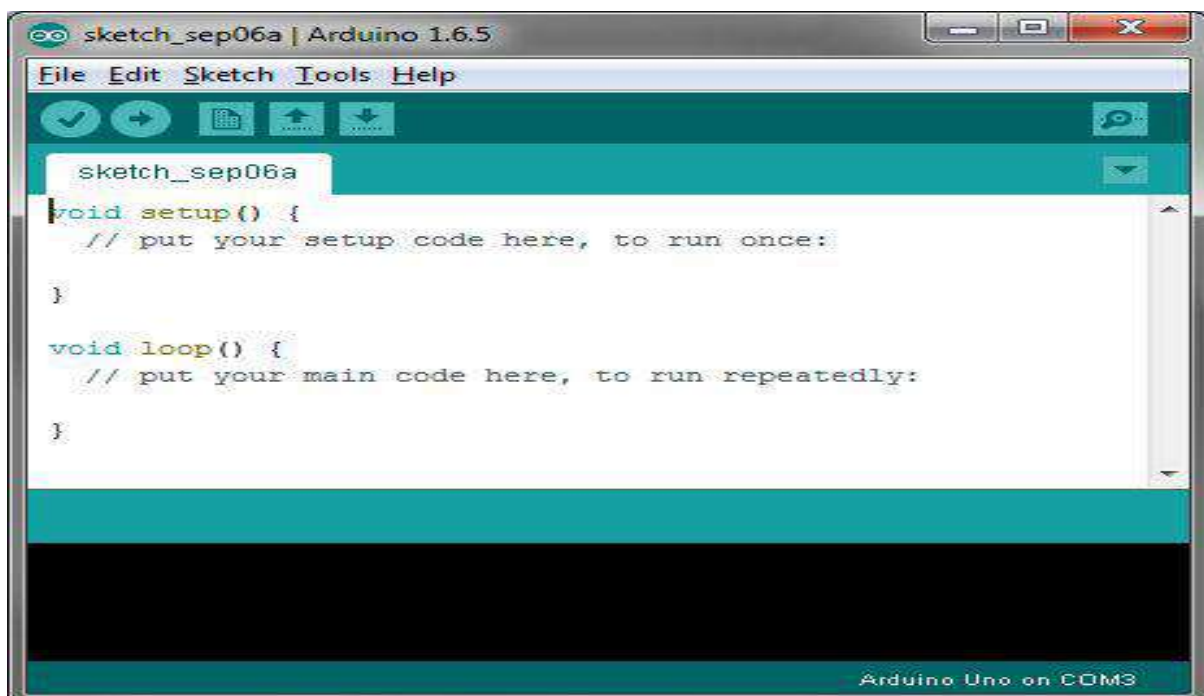 sketch_sep06a | Arduino 1.6.5
File Edit Sketch Tools Help
sketch_sep06a
void setup() {
  // put your setup code here, to run once:
}
void loop() {
  // put your main code here, to run repeatedly:
}
Arduino Uno on COM3